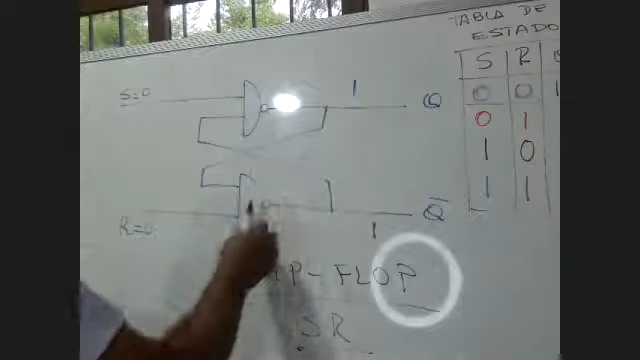 TABLA DE
ESTADO
S R
0 0 1
0 1
1 0
1 1
S=0
1
Q
R=0
1
Q̅
P-FLOP
SR